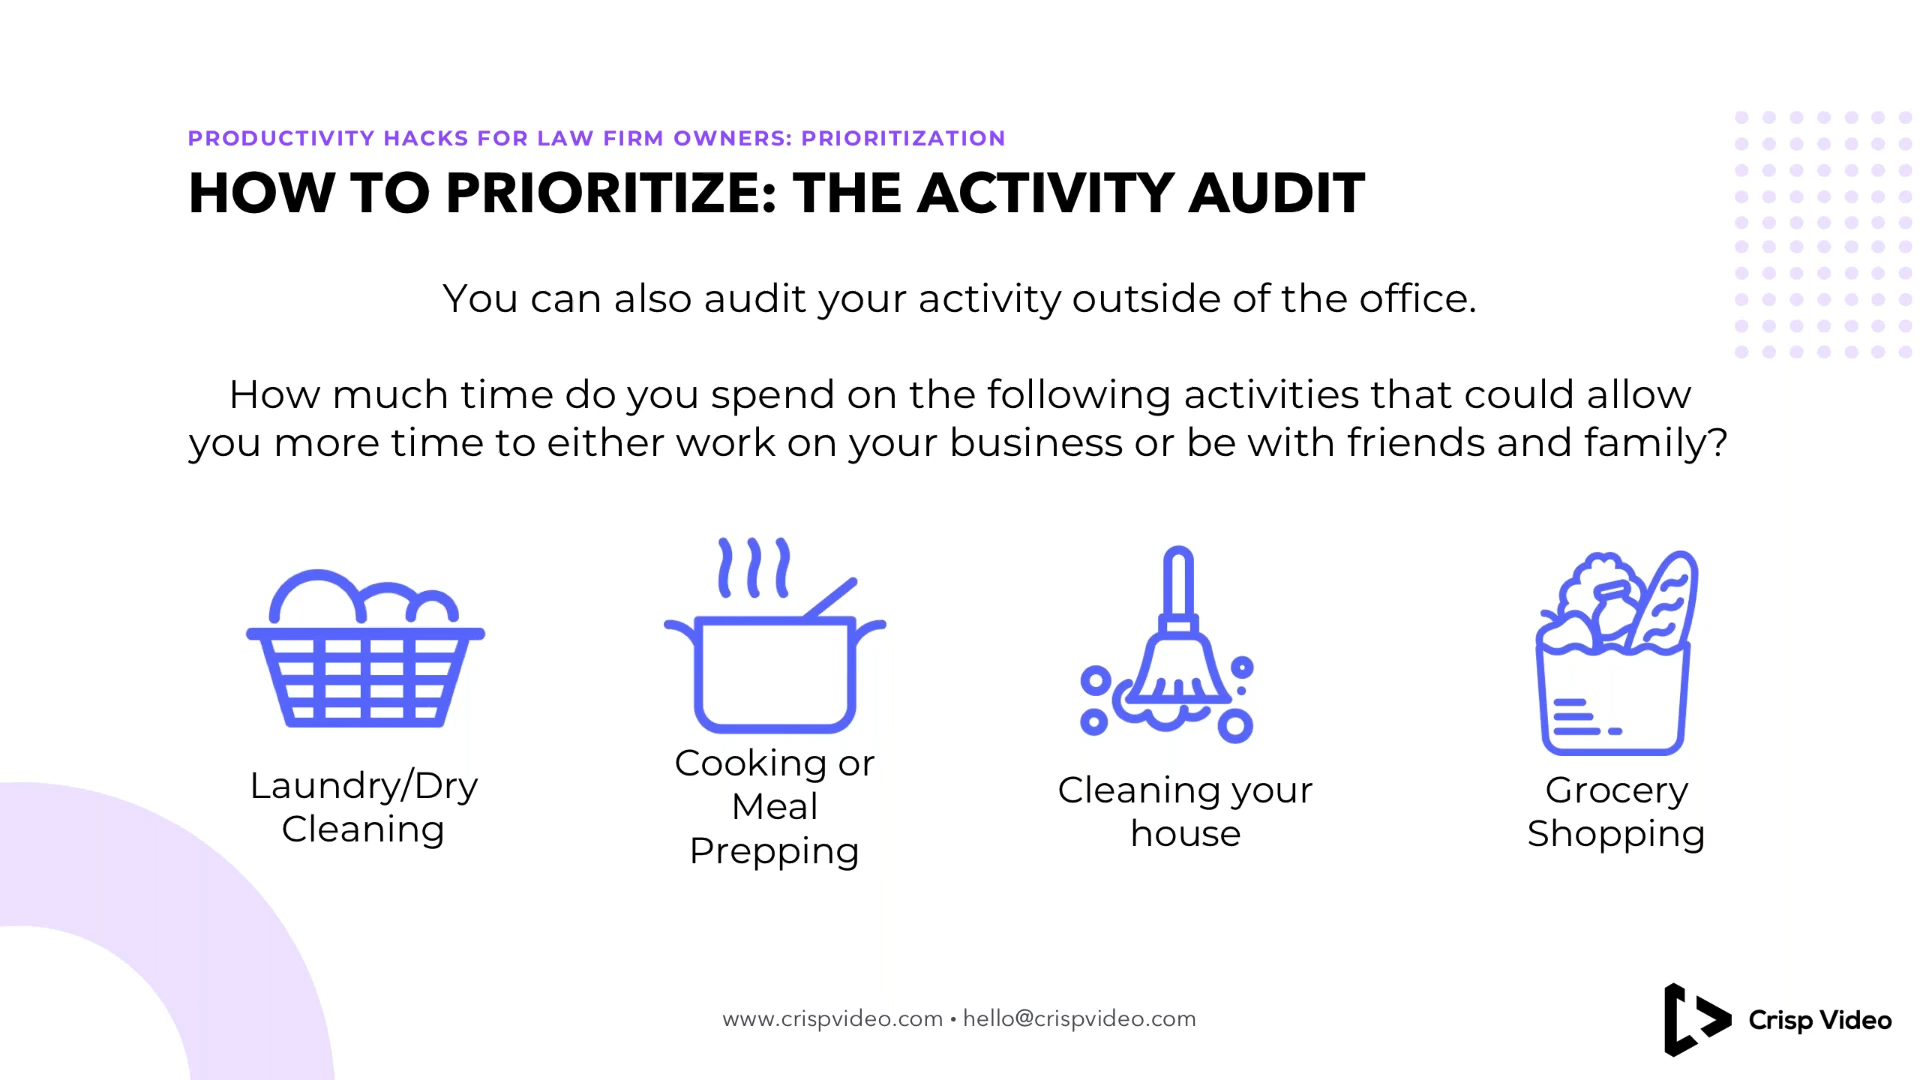 PRODUCTIVITY HACKS FOR LAW FIRM OWNERS: PRIORITIZATION
HOW TO PRIORITIZE: THE ACTIVITY AUDIT
You can also audit your activity outside of the office.
How much time do you spend on the following activities that could allow
you more time to either work on your business or be with friends and family?
Laundry/Dry
Cleaning
Cooking or
Meal
Prepping
Cleaning your
house
Grocery
Shopping
www.crispvideo.com • hello@crispvideo.com
Crisp Video